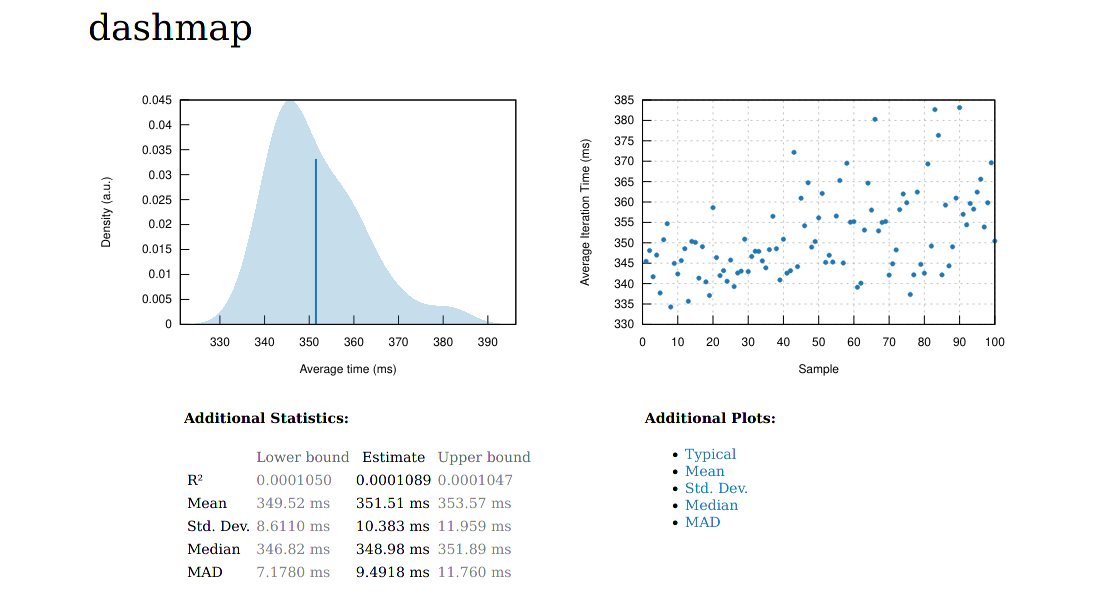 dashmap
0.045
0.04
0.035
0.03
0.025
0.02
0.015
0.01
0.005
0
Density (a.u.)
330 340 350 360 370 380 390
Average time (ms)
385
380
375
370
365
360
355
350
345
340
335
330
Average Iteration Time (ms)
0 10 20 30 40 50 60 70 80 90 100
Sample
Additional Statistics:
Lower bound Estimate Upper bound
R² 0.0001050 0.0001089 0.0001047
Mean 349.52 ms 351.51 ms 353.57 ms
Std. Dev. 8.6110 ms 10.383 ms 11.959 ms
Median 346.82 ms 348.98 ms 351.89 ms
MAD 7.1780 ms 9.4918 ms 11.760 ms
Additional Plots:
• Typical
• Mean
• Std. Dev.
• Median
• MAD